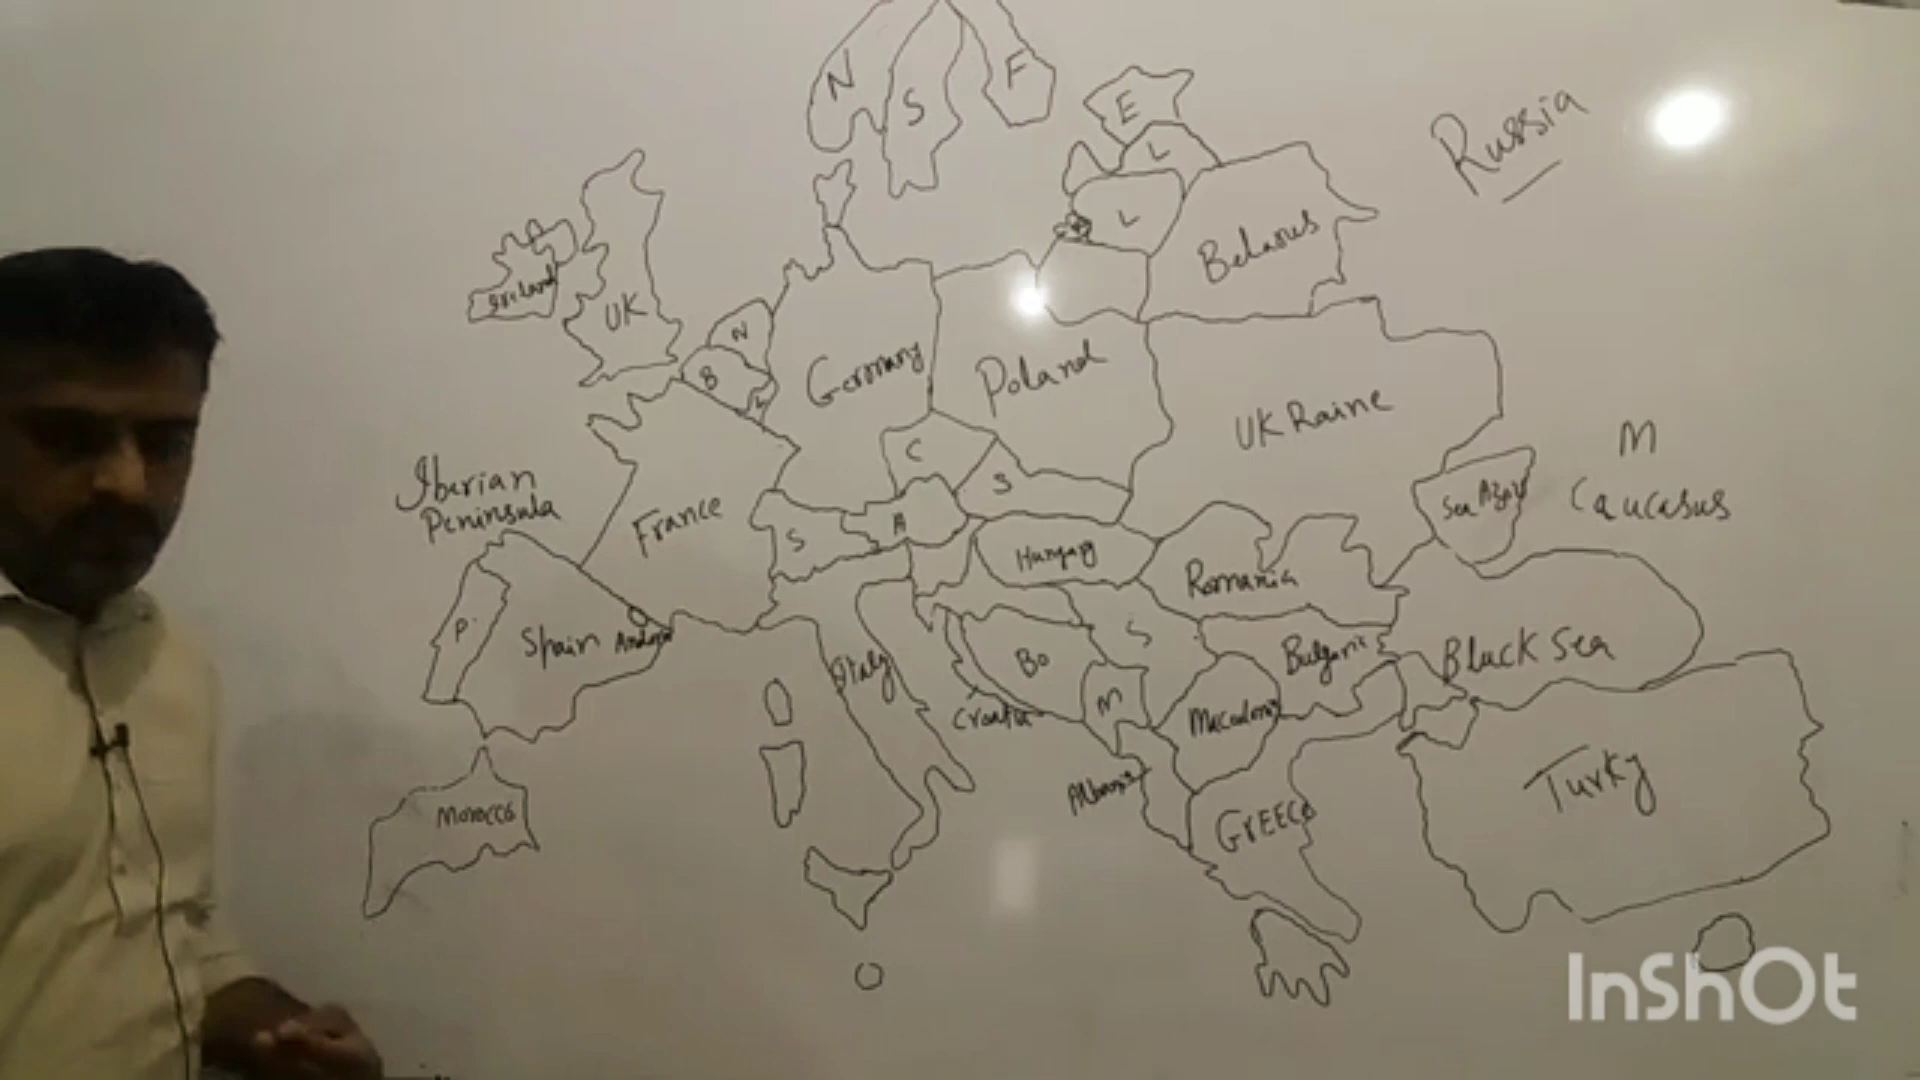 N
S
F
E
L
Russia
L
Belarus
Ireland
UK
N
B
L
Germany
Poland
UKRaine
C
S
M
Caucasus
Sea Azov
Iberian
Peninsula
France
S
A
Hungary
Romania
P.
Spain
Andora
Italy
Bo
S
Bulgaria
Black Sea
Croatia
M
Macedonia
Albania
GrEECe
Turky
Morocco
InShOt